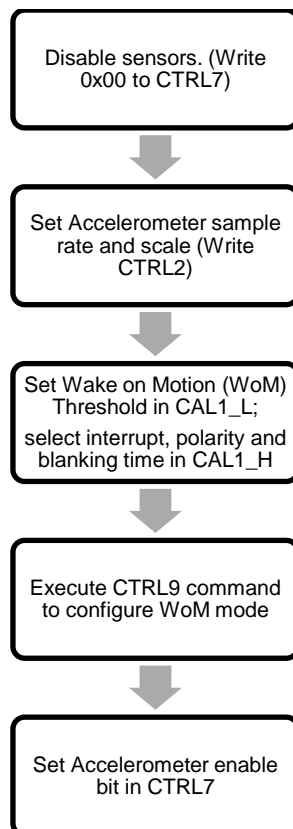 Disable sensors. (Write
0x00 to CTRL7)
Set Accelerometer sample
rate and scale (Write
CTRL2)
Set Wake on Motion (WoM)
Threshold in CAL1_L;
select interrupt, polarity and
blanking time in CAL1_H
Execute CTRL9 command
to configure WoM mode
Set Accelerometer enable
bit in CTRL7